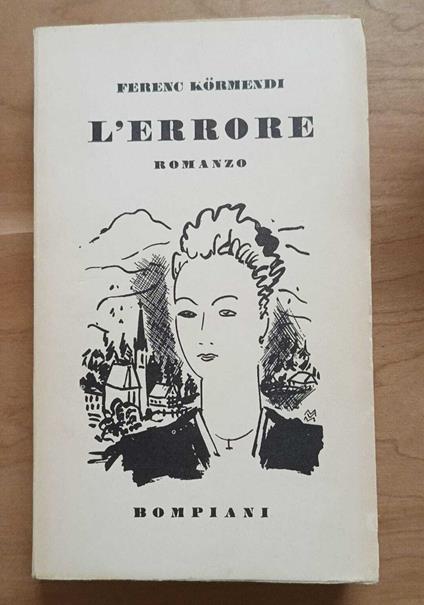 FERENC KÖRMENDI
L'ERRORE
ROMANZO
BOMPIANI